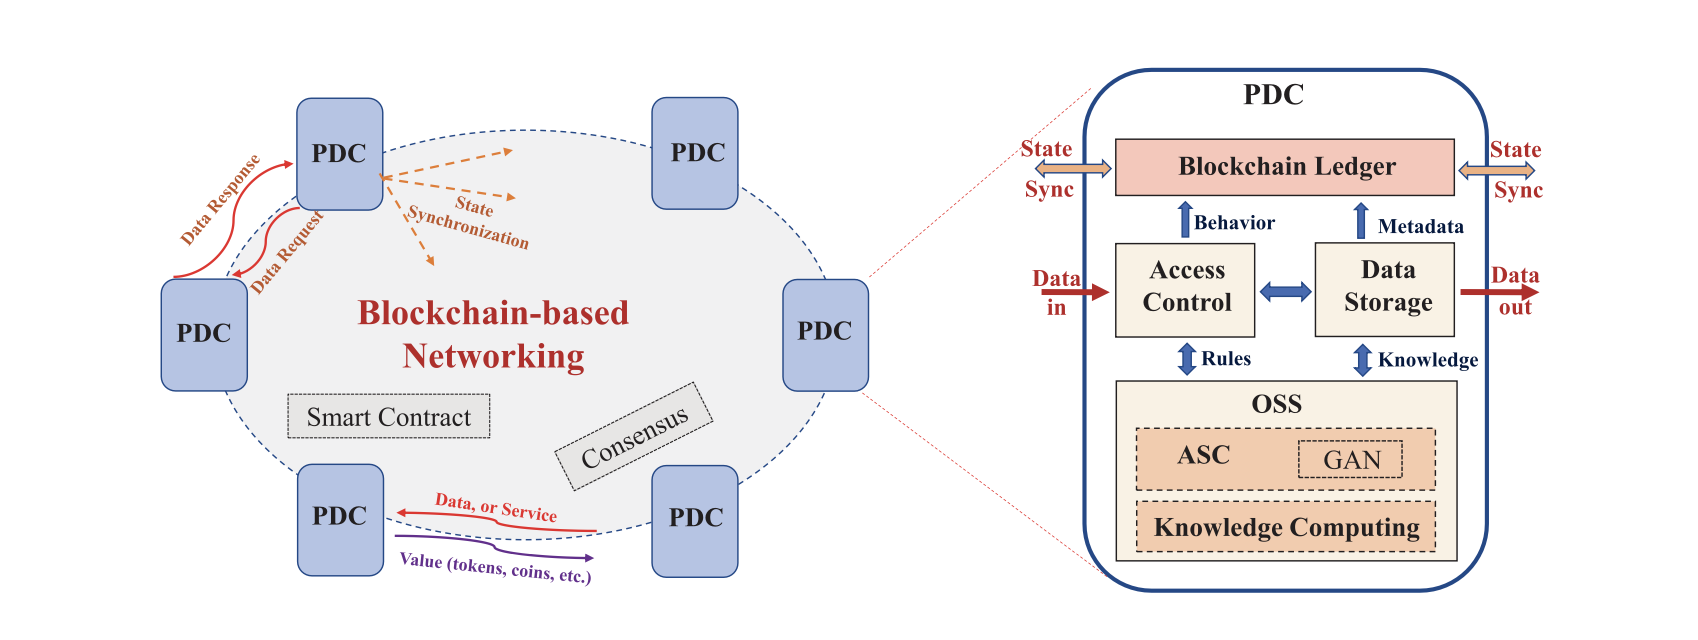 PDC
PDC
Data Response
Data Request
State
Synchronization
PDC
Blockchain-based
Networking
PDC
Smart Contract
Consensus
PDC
Data, or Service
Value (tokens, coins, etc.)
PDC
PDC
State
Sync
Blockchain Ledger
State
Sync
Behavior
Metadada
Data
in
Access
Control
Data
Storage
Data
out
Rules
Knowledge
OSS
ASC
GAN
Knowledge Computing